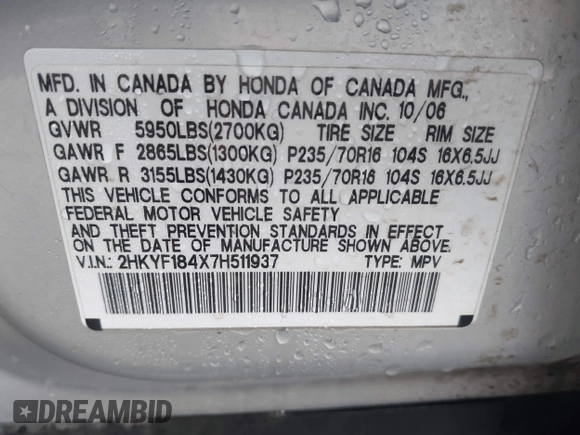 MFD. IN CANADA BY HONDA OF CANADA MFG.,
A DIVISION OF HONDA CANADA INC. 10/06
GVWR 5950LBS(2700KG) TIRE SIZE RIM SIZE
GAWR F 2865LBS(1300KG) P235/70R16 104S 16X6.5JJ
GAWR R 3155LBS(1430KG) P235/70R16 104S 16X6.5JJ
THIS VEHICLE CONFORMS TO ALL APPLICABLE
FEDERAL MOTOR VEHICLE SAFETY
AND THEFT PREVENTION STANDARDS IN EFFECT
ON THE DATE OF MANUFACTURE SHOWN ABOVE.
V.I.N.: 2HKYF184X7H511937 TYPE: MPV
DREAMBID